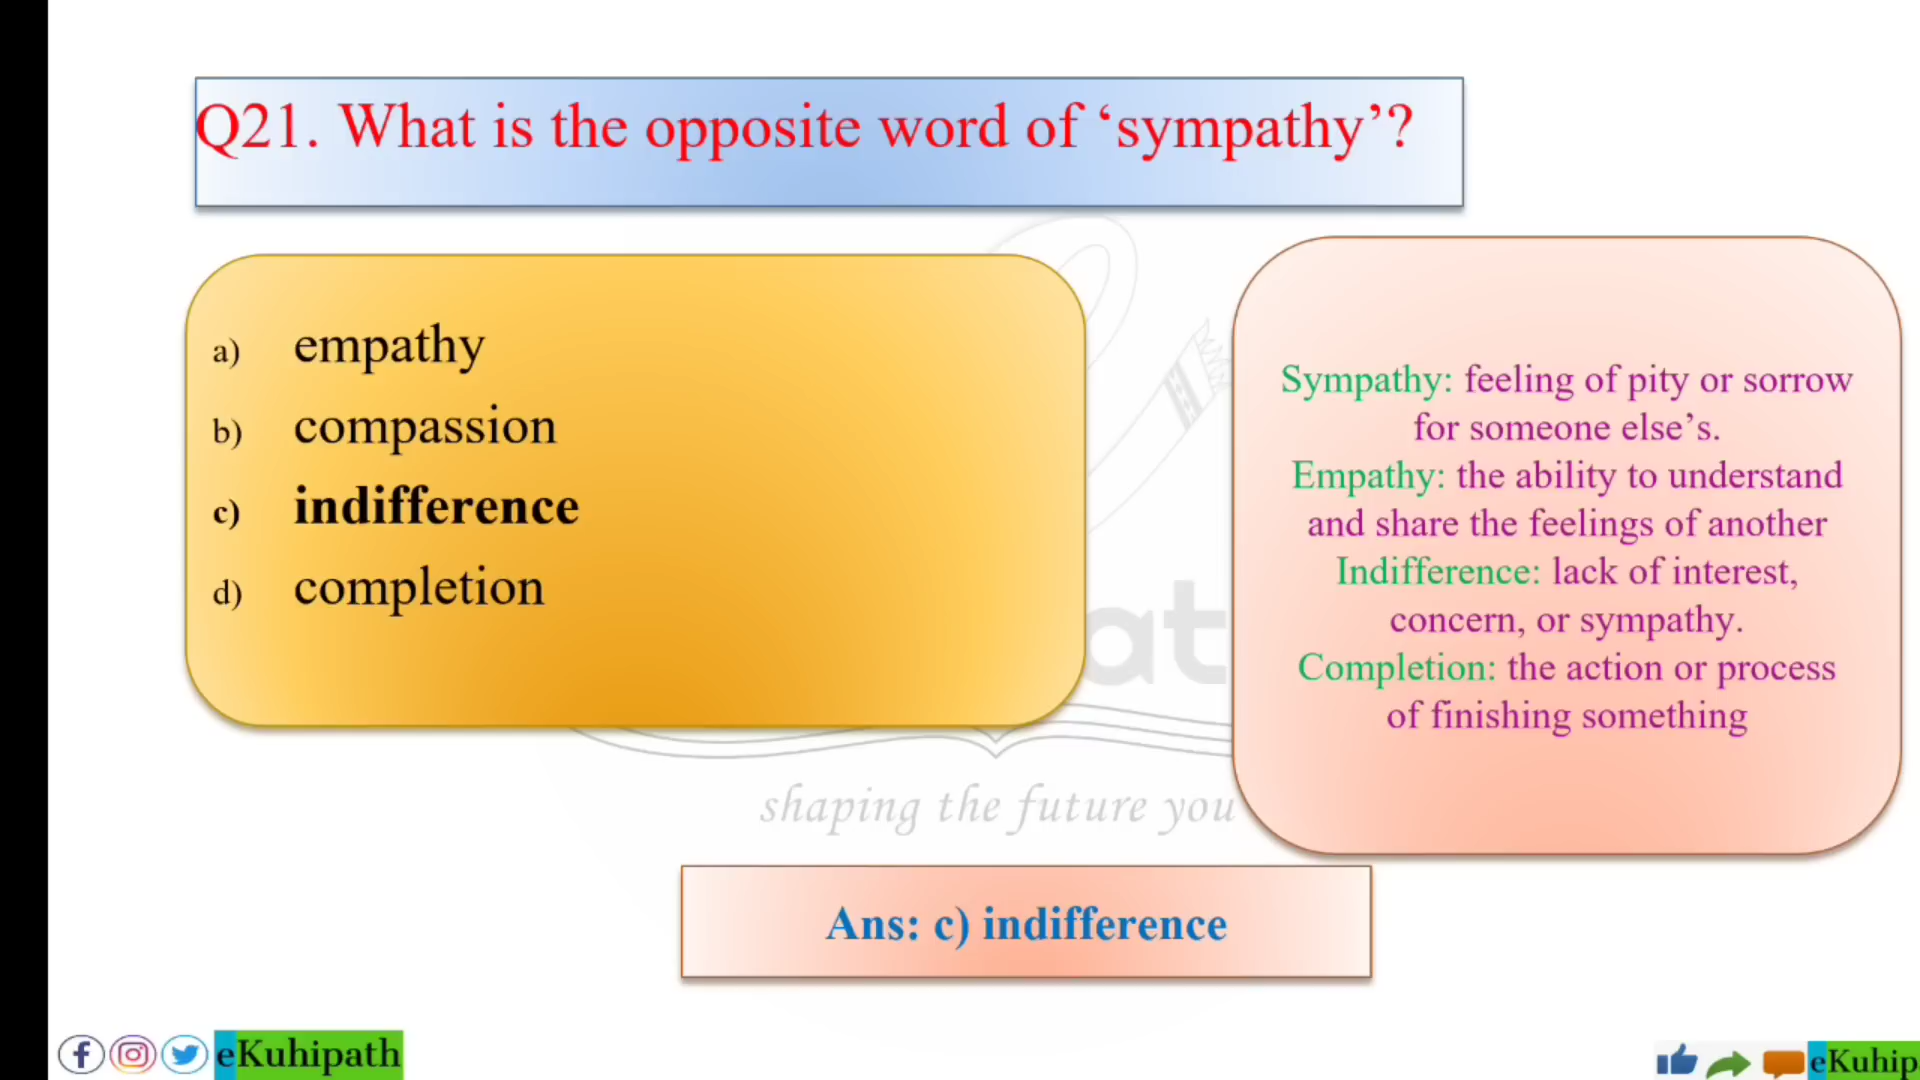 Q21. What is the opposite word of ‘sympathy’?
a) empathy
b) compassion
c) indifference
d) completion
Sympathy: feeling of pity or sorrow
for someone else’s.
Empathy: the ability to understand
and share the feelings of another
Indifference: lack of interest,
concern, or sympathy.
Completion: the action or process
of finishing something
at
shaping the future you
Ans: c) indifference
eKuhipath
eKuhip